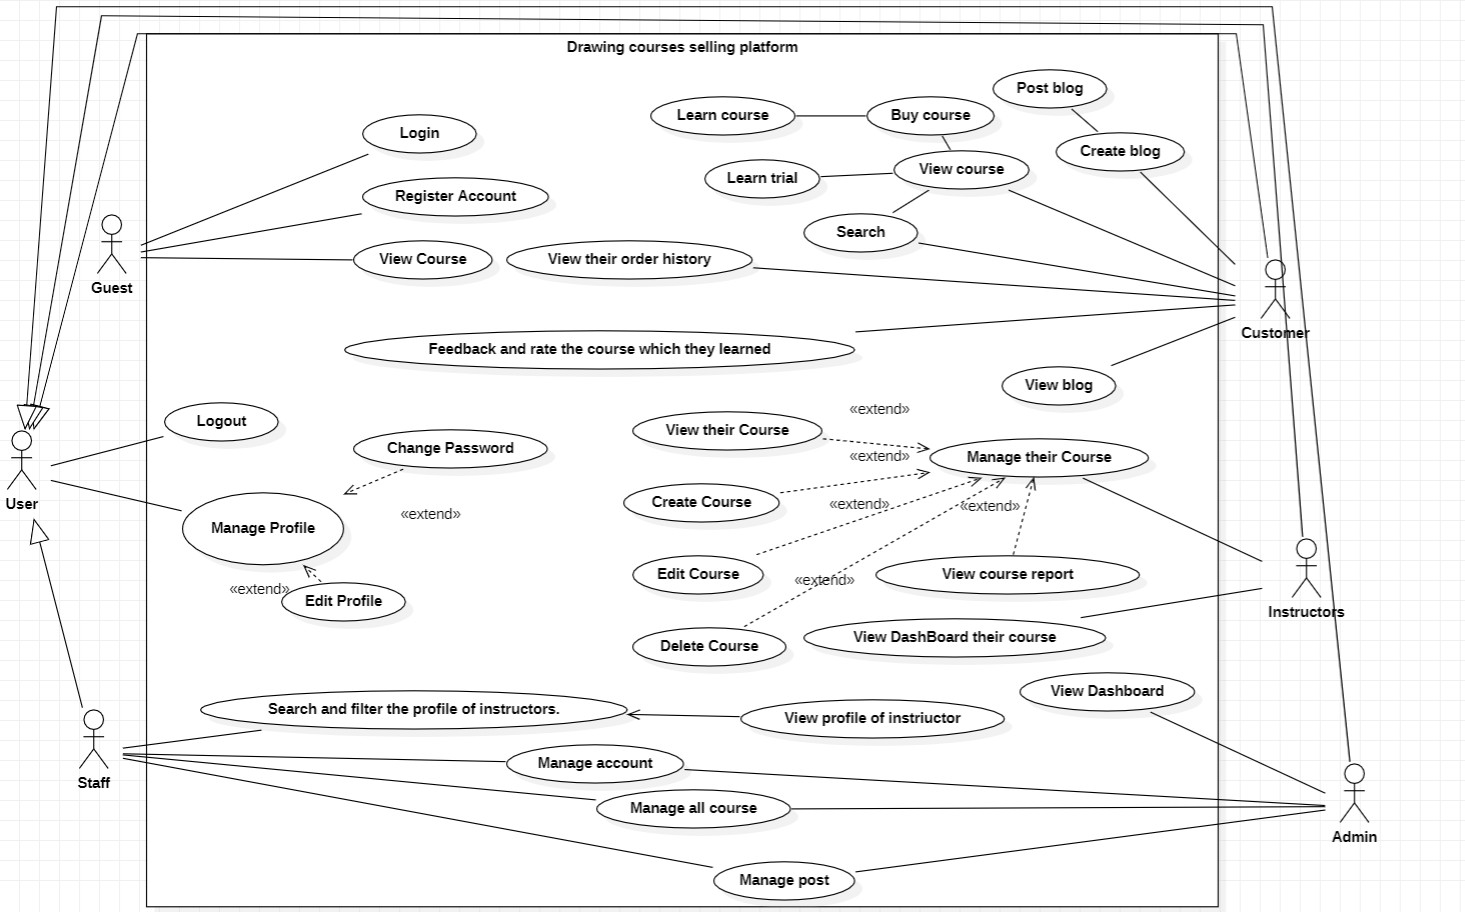 Drawing courses selling platform
Post blog
Learn course
Buy course
Login
Create blog
View course
Learn trial
Register Account
Search
View Course
View their order history
Guest
Customer
Feedback and rate the course which they learned
View blog
«extend»
Logout
View their Course
Change Password
«extend»
Manage their Course
User
Create Course
«extend»
«extend»
«extend»
Manage Profile
Edit Course
View course report
«extend»
«extend»
Edit Profile
Instructors
View DashBoard their course
Delete Course
View Dashboard
Search and filter the profile of instructors.
View profile of instriuctor
Manage account
Staff
Manage all course
Admin
Manage post